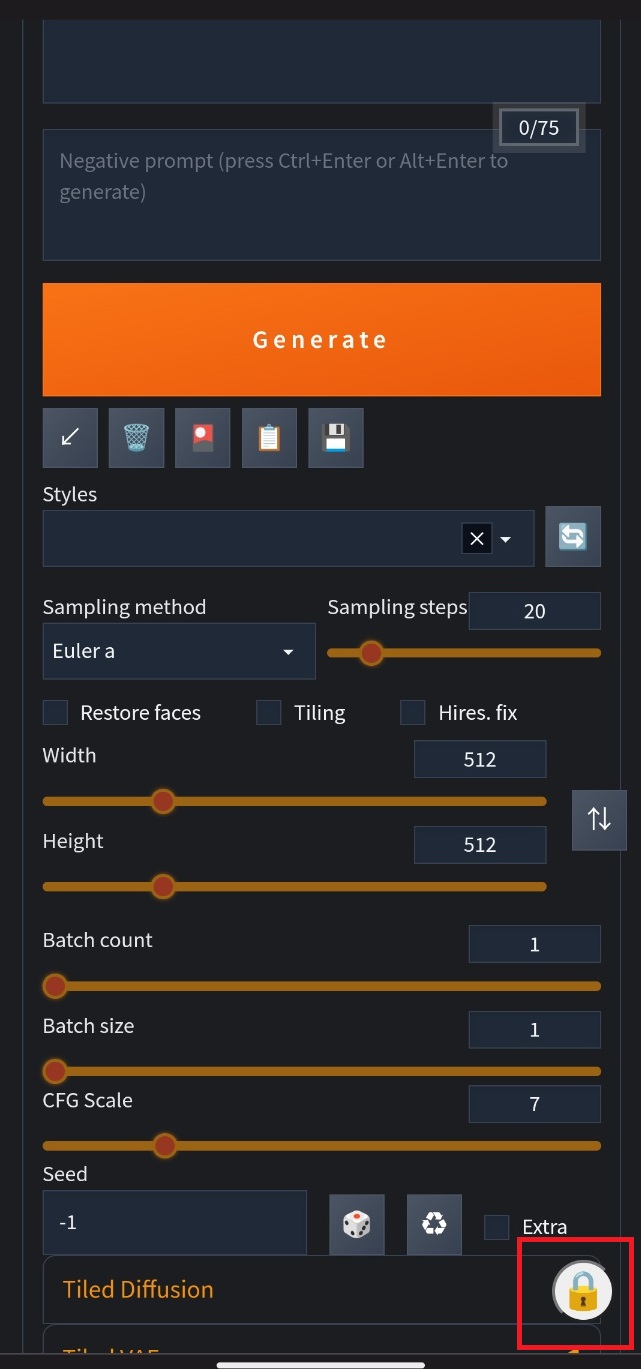 0/75
Negative prompt (press Ctrl+Enter or Alt+Enter to
generate)
Generate
Styles
Sampling method
Sampling steps
20
Euler a
Restore faces
Tiling
Hires. fix
Width
512
Height
512
Batch count
1
Batch size
1
CFG Scale
7
Seed
-1
Extra
Tiled Diffusion
Tiled VAE